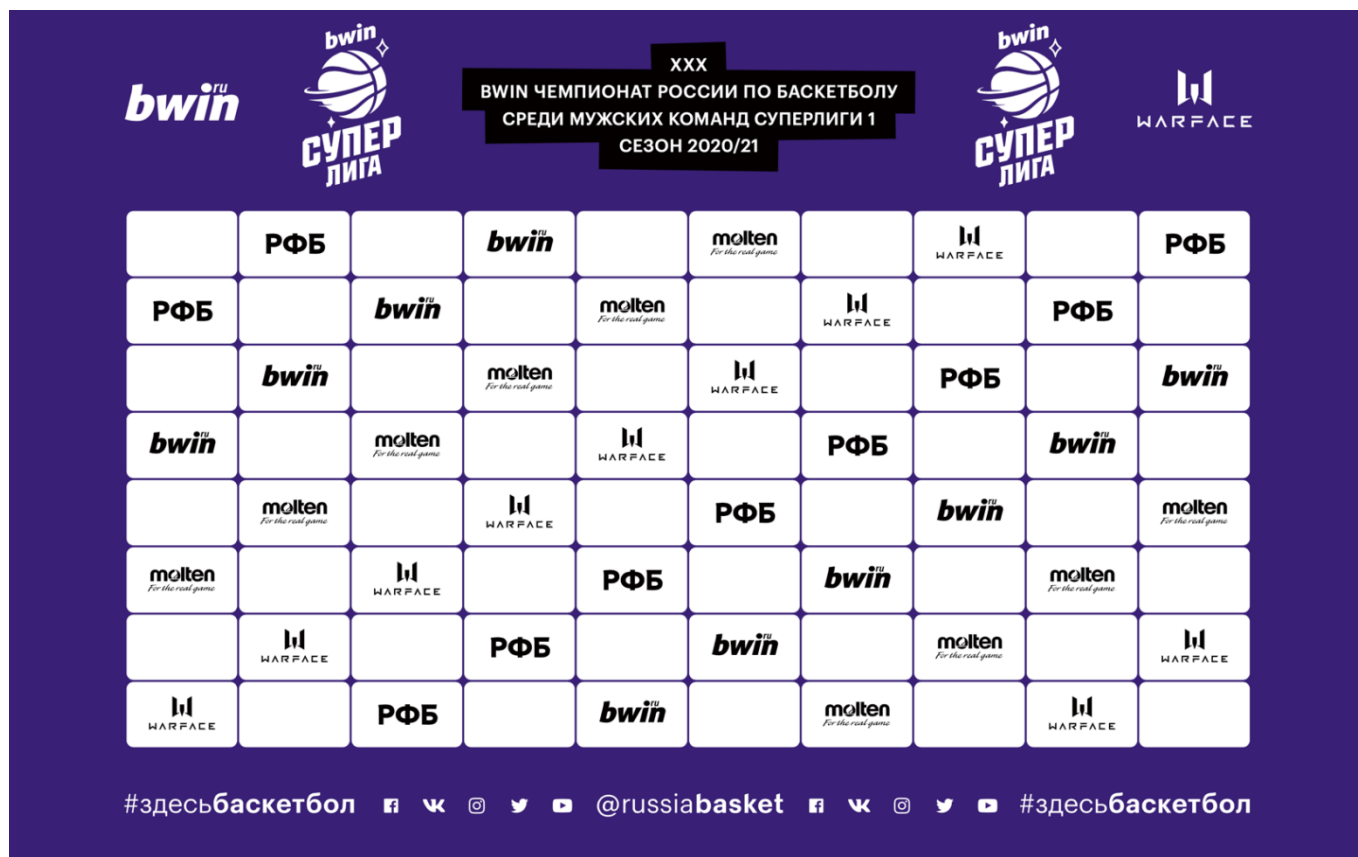 bwin.ru
bwin
СУПЕР
ЛИГА
XXX
BWIN ЧЕМПИОНАТ РОССИИ ПО БАСКЕТБОЛУ
СРЕДИ МУЖСКИХ КОМАНД СУПЕРЛИГИ 1
СЕЗОН 2020/21
bwin
СУПЕР
ЛИГА
WARFACE
РФБ bwin.ru molten For the real game WARFACE РФБ
РФБ bwin.ru molten For the real game WARFACE РФБ
bwin.ru molten For the real game WARFACE РФБ bwin.ru
bwin.ru molten For the real game WARFACE РФБ bwin.ru
molten For the real game WARFACE РФБ bwin.ru molten For the real game
molten For the real game WARFACE РФБ bwin.ru molten For the real game
WARFACE РФБ bwin.ru molten For the real game WARFACE
WARFACE РФБ bwin.ru molten For the real game WARFACE
#здесьбаскетбол @russiabasket #здесьбаскетбол